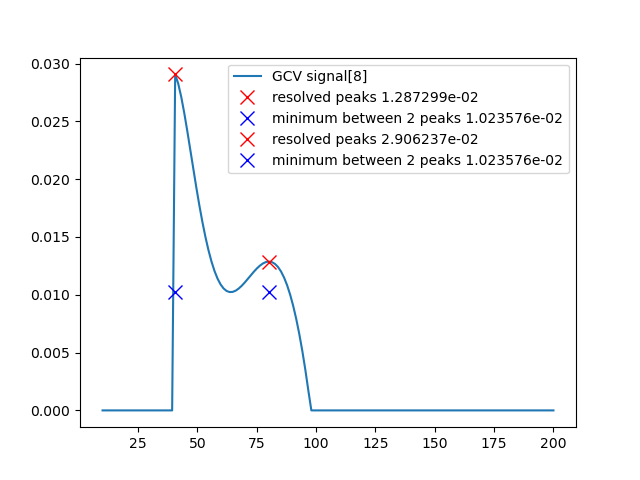 GCV signal[8]
resolved peaks 1.287299e-02
minimum between 2 peaks 1.023576e-02
resolved peaks 2.906237e-02
minimum between 2 peaks 1.023576e-02
0.030
0.025
0.020
0.015
0.010
0.005
0.000
25 50 75 100 125 150 175 200